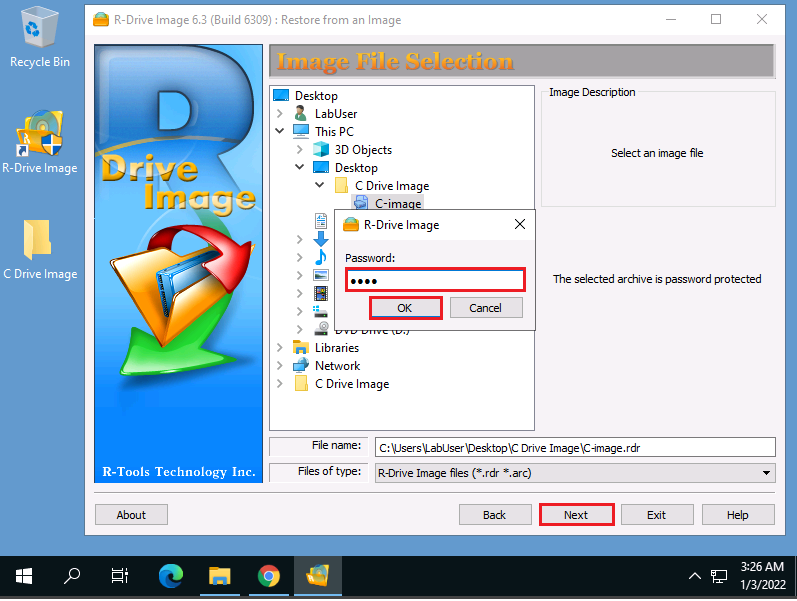 Recycle Bin
R-Drive Image
C Drive Image
R-Drive Image 6.3 (Build 6309) : Restore from an Image
R
Drive
Image
R-Tools Technology Inc.
Image File Selection
Desktop
LabUser
This PC
3D Objects
Desktop
C Drive Image
C-image
DVD Drive (D:)
Libraries
Network
C Drive Image
R-Drive Image
Password:
●●●●
OK
Cancel
Image Description
Select an image file
The selected archive is password protected
File name:
C:\Users\LabUser\Desktop\C Drive Image\C-image.rdr
Files of type:
R-Drive Image files (*.rdr *.arc)
About
Back
Next
Exit
Help
3:26 AM
1/3/2022